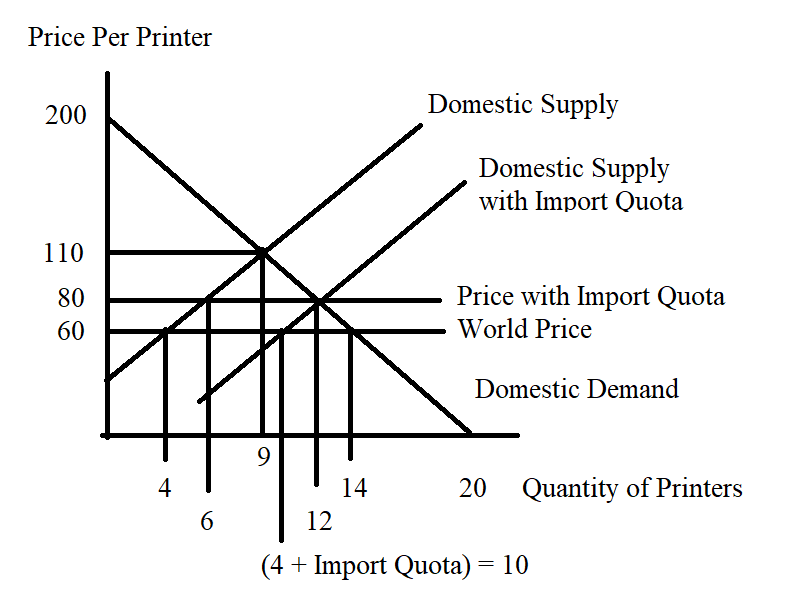 Price Per Printer
200
Domestic Supply
Domestic Supply
with Import Quota
110
80
Price with Import Quota
60
World Price
Domestic Demand
9
4
14
20
Quantity of Printers
6
12
(4 + Import Quota) = 10